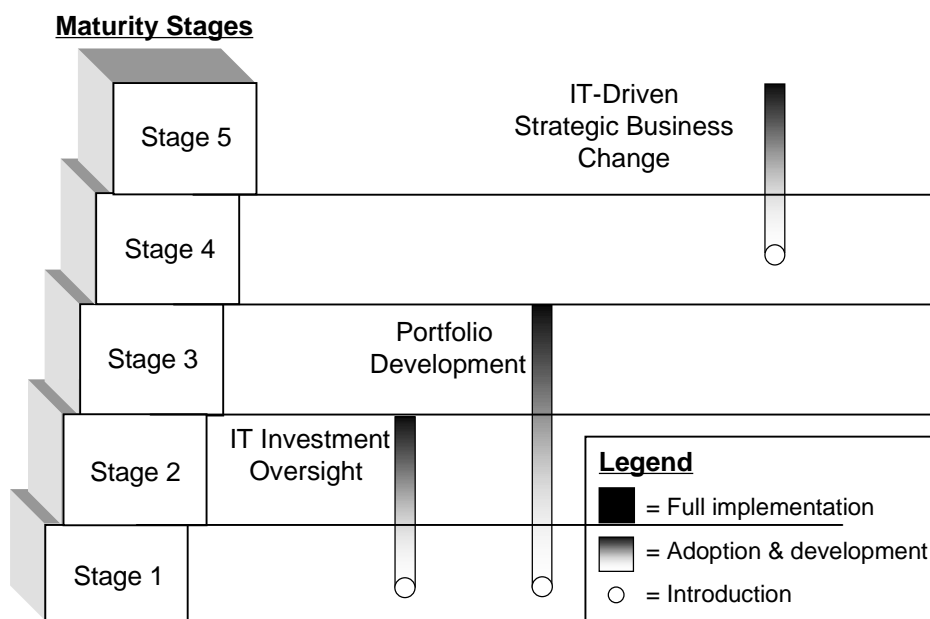 Maturity Stages
Stage 5
IT-Driven
Strategic Business
Change
Stage 4
Stage 3
Portfolio
Development
Stage 2
IT Investment
Oversight
Stage 1
Legend
= Full implementation
= Adoption & development
= Introduction